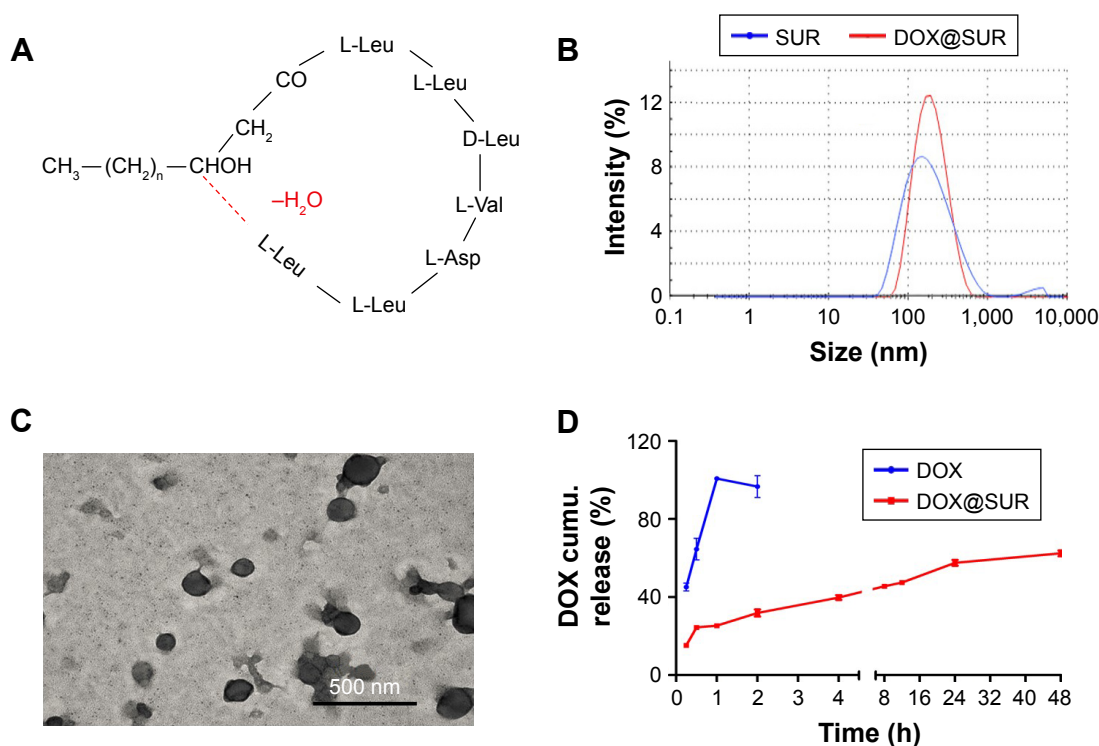 A
L-Leu
CO
L-Leu
CH₂
D-Leu
CH₃—(CH₂)ₙ—CHOH
–H₂O
L-Val
L-Leu
L-Asp
L-Leu
B
SUR DOX@SUR
Intensity (%)
12
8
4
0
0.1 1 10 100 1,000 10,000
Size (nm)
C
500 nm
D
DOX cumu.
release (%)
120
80
40
0
DOX
DOX@SUR
0 1 2 3 4 8 16 24 32 40 48
Time (h)